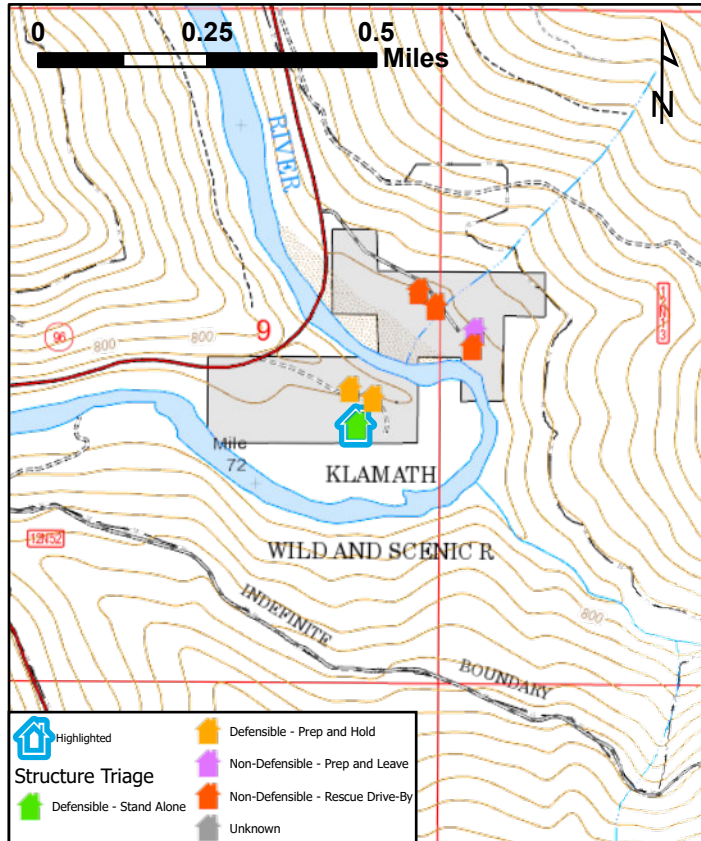 0 0.25 0.5
Miles
N
RIVER
12N13
96
800
9
Mile
72
KLAMATH
WILD AND SCENIC R
12N52
INDEFINITE
BOUNDARY
800
Highlighted
Structure Triage
Defensible - Stand Alone
Defensible - Prep and Hold
Non-Defensible - Prep and Leave
Non-Defensible - Rescue Drive-By
Unknown